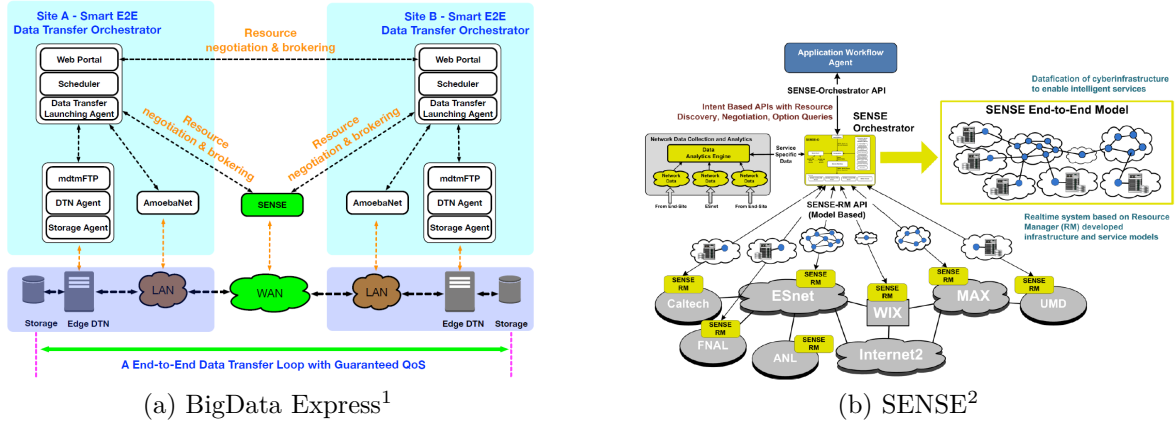 Site A - Smart E2E
Data Transfer Orchestrator
Web Portal
Scheduler
Data Transfer
Launching Agent
mdtmFTP
DTN Agent
Storage Agent
AmoebaNet
Resource
negotiation & brokering
Resource
negotiation & brokering
Resource
negotiation & brokering
SENSE
Site B - Smart E2E
Data Transfer Orchestrator
Web Portal
Scheduler
Data Transfer
Launching Agent
AmoebaNet
mdtmFTP
DTN Agent
Storage Agent
LAN
WAN
LAN
Storage
Edge DTN
Edge DTN
Storage
A End-to-End Data Transfer Loop with Guaranteed QoS
(a) BigData Express1
Application Workflow
Agent
SENSE-Orchestrator API
Intent Based APIs with Resource
Discovery, Negotiation, Option Queries
SENSE
Orchestrator
Network Data Collection and Analytics
Data
Analytics Engine
Service
Specific
Data
Network
Data
Network
Data
Network
Data
From End-Site
ESnet
From End-Site
SENSE-RM API
(Model Based)
Datafication of cyberinfrastructure
to enable intelligent services
SENSE End-to-End Model
Realtime system based on Resource
Manager (RM) developed
infrastructure and service models
SENSE
RM
Caltech
SENSE
RM
FNAL
SENSE
RM
ESnet
SENSE
RM
ANL
SENSE
RM
WIX
Internet2
SENSE
RM
MAX
SENSE
RM
UMD
(b) SENSE2